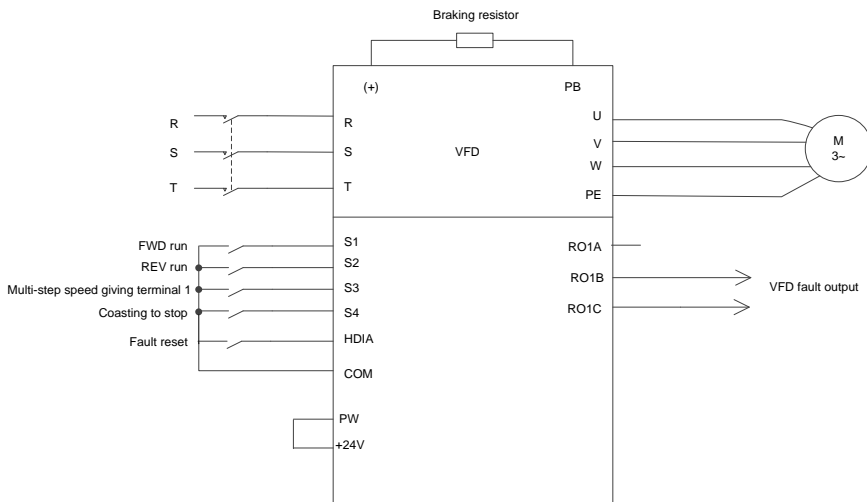 Braking resistor
(+)
PB
R
R
U
S
S
VFD
V
M
3~
T
T
W
PE
FWD run
S1
RO1A
REV run
S2
RO1B
Multi-step speed giving terminal 1
S3
VFD fault output
Coasting to stop
S4
RO1C
Fault reset
HDIA
COM
PW
+24V